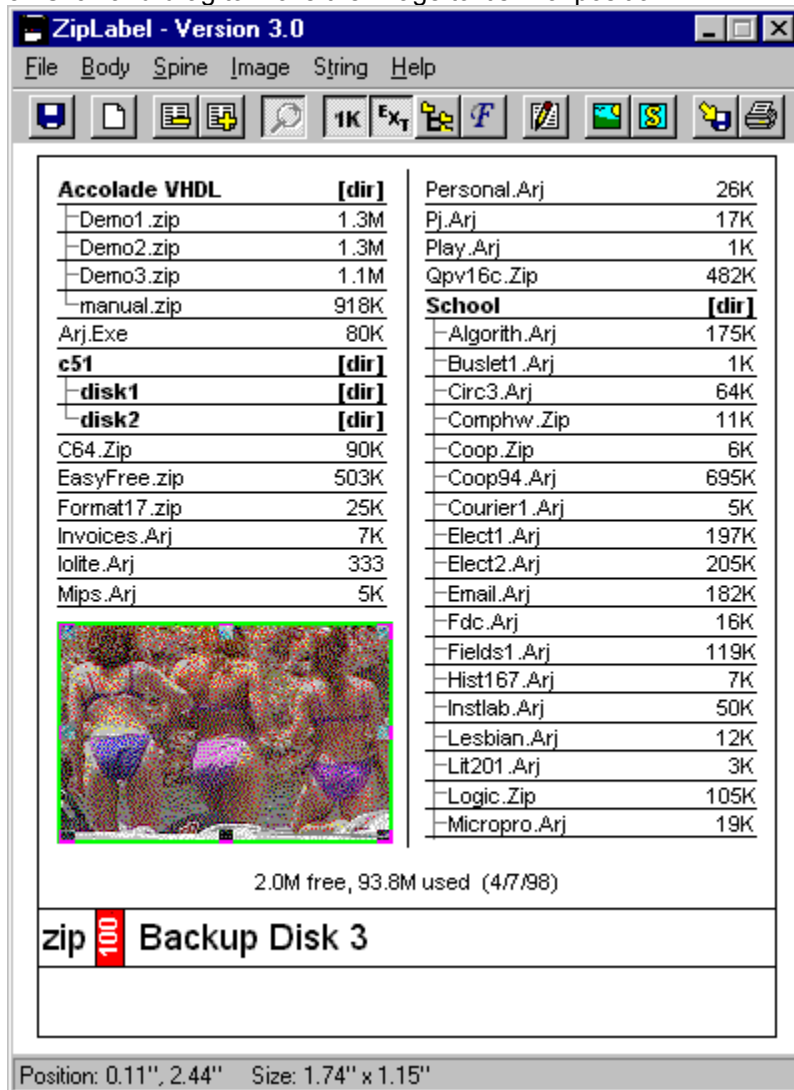 ZipLabel - Version 3.0
File Body Spine Image String Help
1K EXT F S
Accolade VHDL [dir]
Demo1.zip 1.3M
Demo2.zip 1.3M
Demo3.zip 1.1M
manual.zip 918K
Arj.Exe 80K
c51 [dir]
disk1 [dir]
disk2 [dir]
C64.Zip 90K
EasyFree.zip 503K
Format17.zip 25K
Invoices.Arj 7K
Iolite.Arj 333
Mips.Arj 5K
Personal.Arj 26K
Pj.Arj 17K
Play.Arj 1K
Qpv16c.Zip 482K
School [dir]
Algorith.Arj 175K
Buslet1.Arj 1K
Circ3.Arj 64K
Comphw.Zip 11K
Coop.Zip 6K
Coop94.Arj 695K
Courier1.Arj 5K
Elect1.Arj 197K
Elect2.Arj 205K
Email.Arj 182K
Fdc.Arj 16K
Fields1.Arj 119K
Hist167.Arj 7K
Instlab.Arj 50K
Lesbian.Arj 12K
Lit201.Arj 3K
Logic.Zip 105K
Micropro.Arj 19K
2.0M free, 93.8M used (4/7/98)
zip 100 Backup Disk 3
Position: 0.11'', 2.44'' Size: 1.74'' x 1.15''